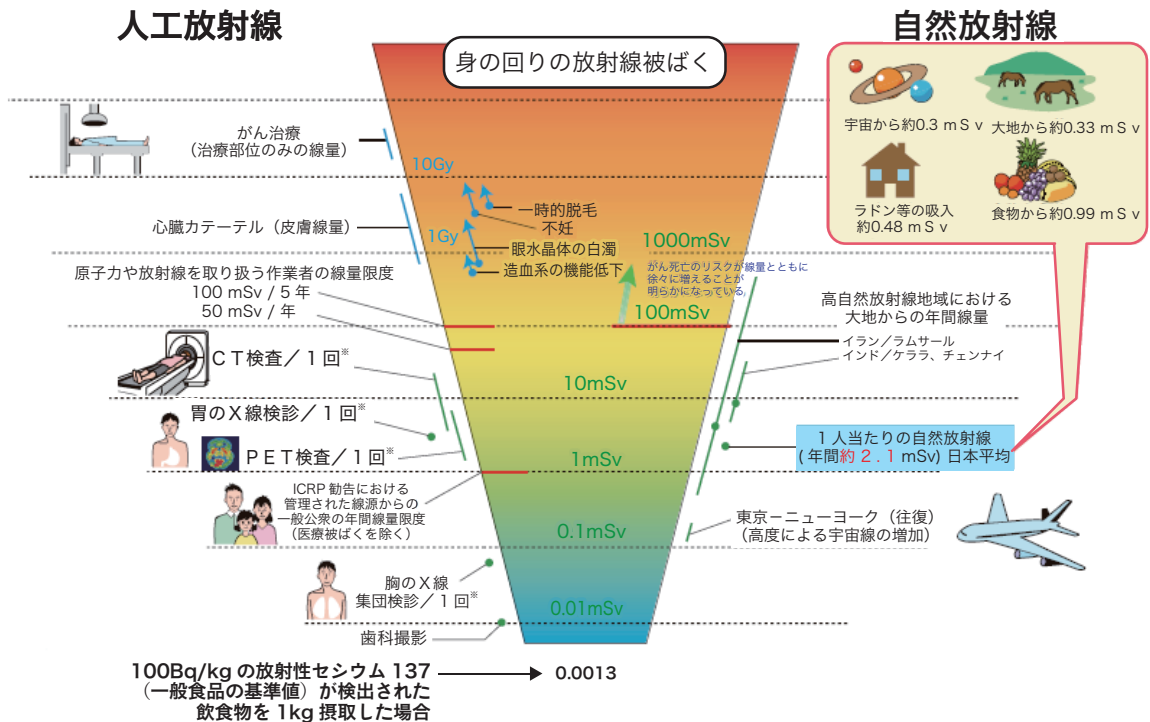 人工放射線
自然放射線
身の回りの放射線被ばく
宇宙から約0.3 mSv
大地から約0.33 mSv
ラドン等の吸入
約0.48 mSv
食物から約0.99 mSv
がん治療
(治療部位のみの線量)
10Gy
心臓カテーテル(皮膚線量)
1Gy
一時的脱毛
不妊
眼水晶体の白濁
造血系の機能低下
1000mSv
がん死亡のリスクが線量とともに
徐々に増えることが
明らかになっている。
100mSv
原子力や放射線を取り扱う作業者の線量限度
100 mSv / 5 年
50 mSv / 年
高自然放射線地域における
大地からの年間線量
イラン/ラムサール
インド/ケララ、チェンナイ
CT検査/1回※
10mSv
胃のX線検診/1回※
PET検査/1回※
1mSv
1人当たりの自然放射線
(年間約2.1 mSv) 日本平均
ICRP 勧告における
管理された線源からの
一般公衆の年間線量限度
(医療被ばくを除く)
0.1mSv
東京－ニューヨーク(往復)
(高度による宇宙線の増加)
胸のX線
集団検診/1回※
0.01mSv
歯科撮影
100Bq/kg の放射性セシウム 137
(一般食品の基準値)が検出された
飲食物を 1kg 摂取した場合
0.0013